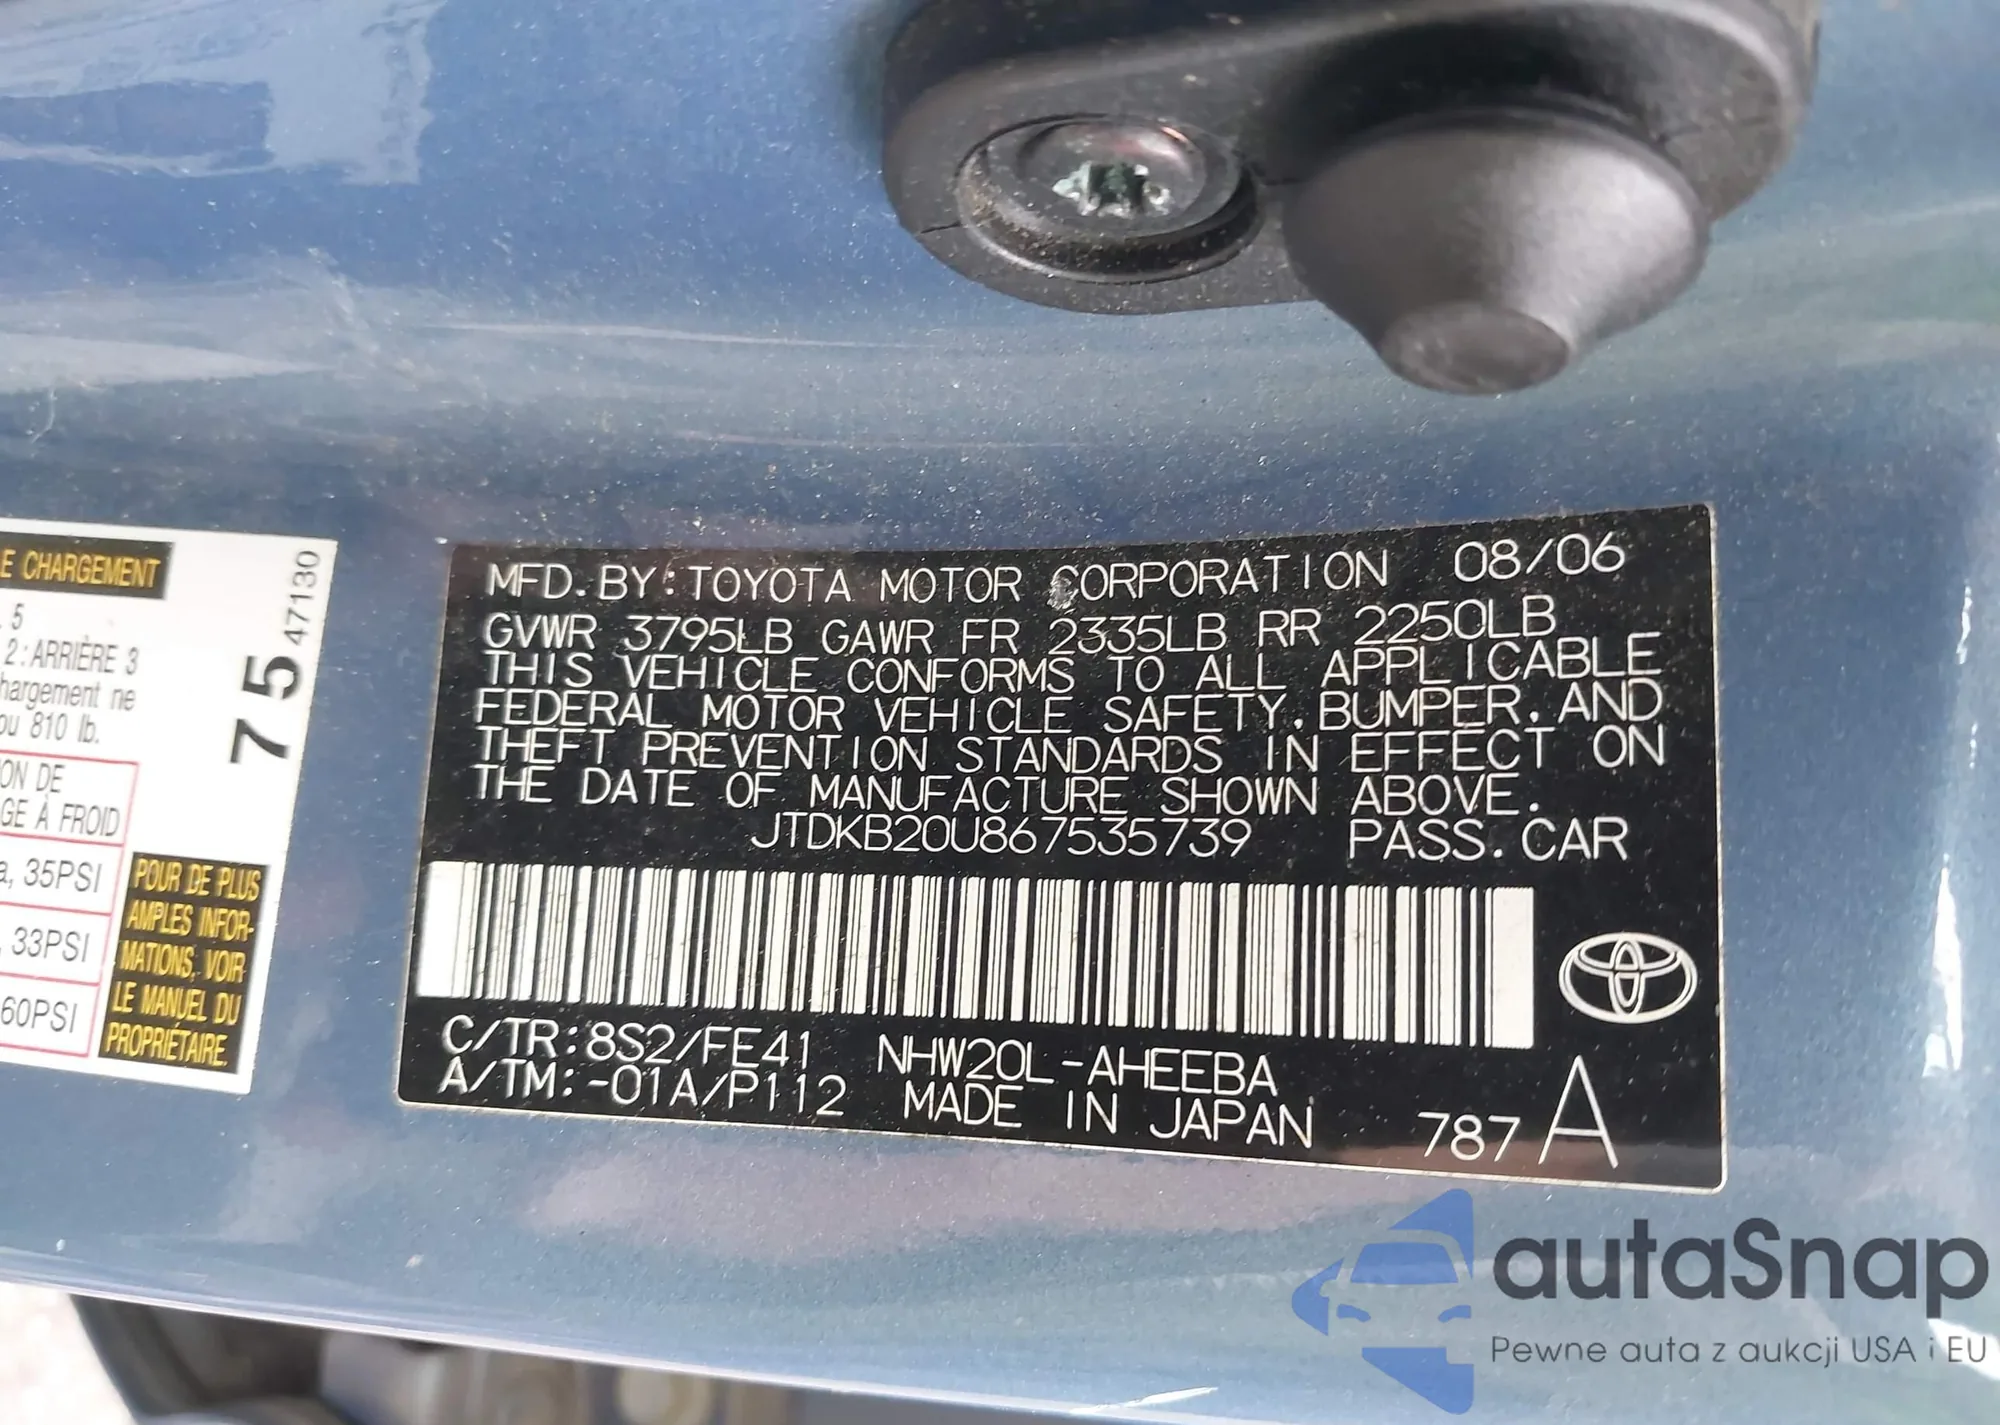 LE CHARGEMENT
5
2:ARRIÈRE 3
chargement ne
ou 810 lb.
75
47130
ION DE
GE À FROID
a, 35PSI
, 33PSI
60PSI
POUR DE PLUS
AMPLES INFOR-
MATIONS, VOIR
LE MANUEL DU
PROPRIÉTAIRE.
MFD. BY:TOYOTA MOTOR CORPORATION 08/06
GVWR 3795LB GAWR FR 2335LB RR 2250LB
THIS VEHICLE CONFORMS TO ALL APPLICABLE
FEDERAL MOTOR VEHICLE SAFETY, BUMPER, AND
THEFT PREVENTION STANDARDS IN EFFECT ON
THE DATE OF MANUFACTURE SHOWN ABOVE.
JTDKB20U867535739 PASS. CAR
C/TR:8S2/FE41 NHW20L-AHEEBA
A/TM:-01A/P112 MADE IN JAPAN 787 A
autaSnap
Pewne auta z aukcji USA i EU